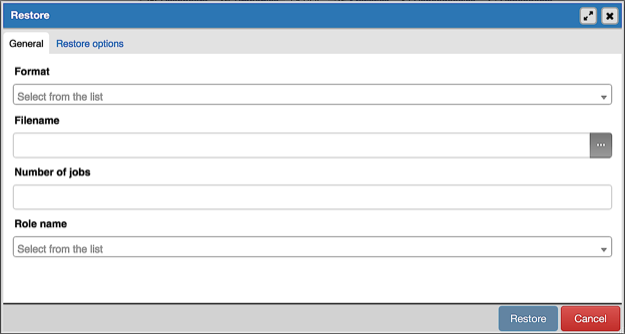 Restore
General Restore options
Format
Select from the list
Filename
...
Number of jobs
Role name
Select from the list
Restore Cancel